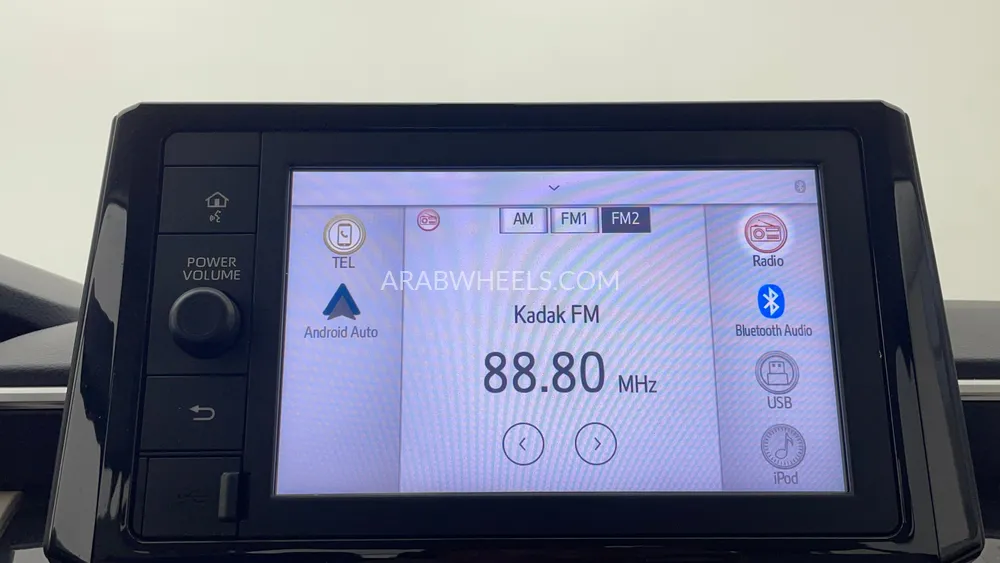 POWER
VOLUME
AM FM1 FM2
TEL
Android Auto
ARABWHEELS.COM
Kadak FM
88.80 MHz
Radio
Bluetooth Audio
USB
iPod